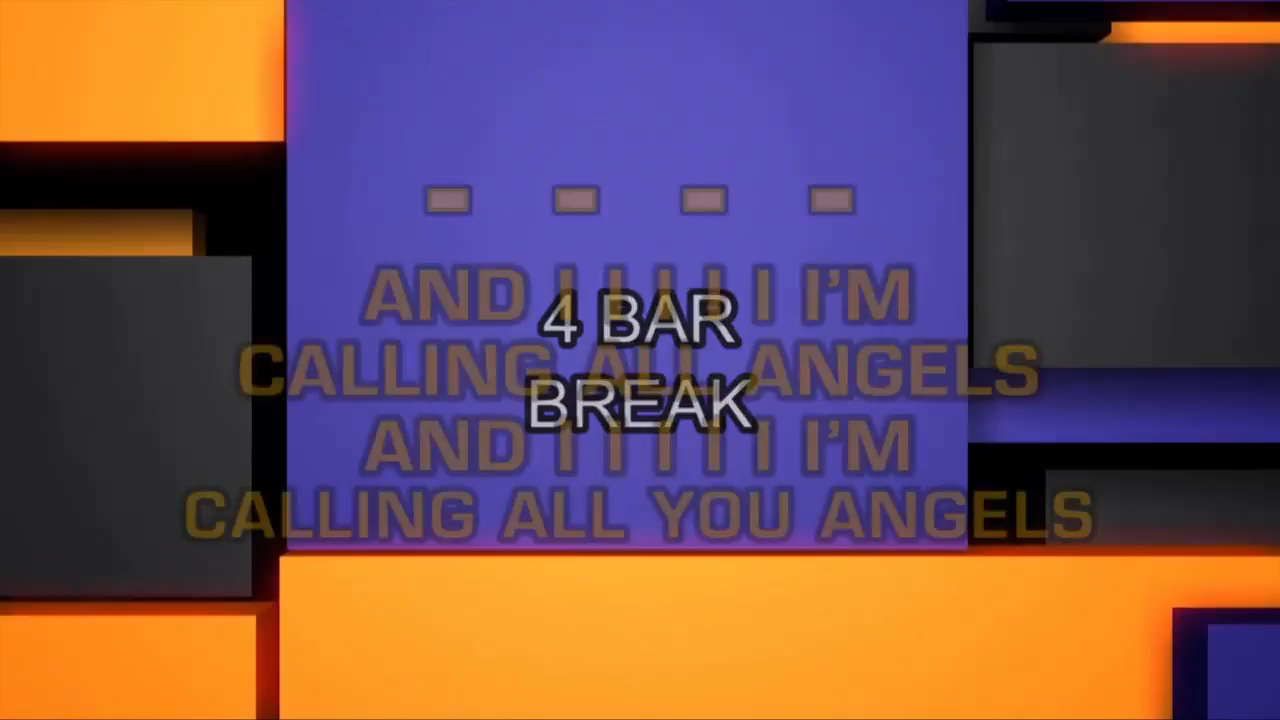 AND I I I I I I'M
4 BAR
CALLING ALL ANGELS
BREAK
AND I I I I I I'M
CALLING ALL YOU ANGELS